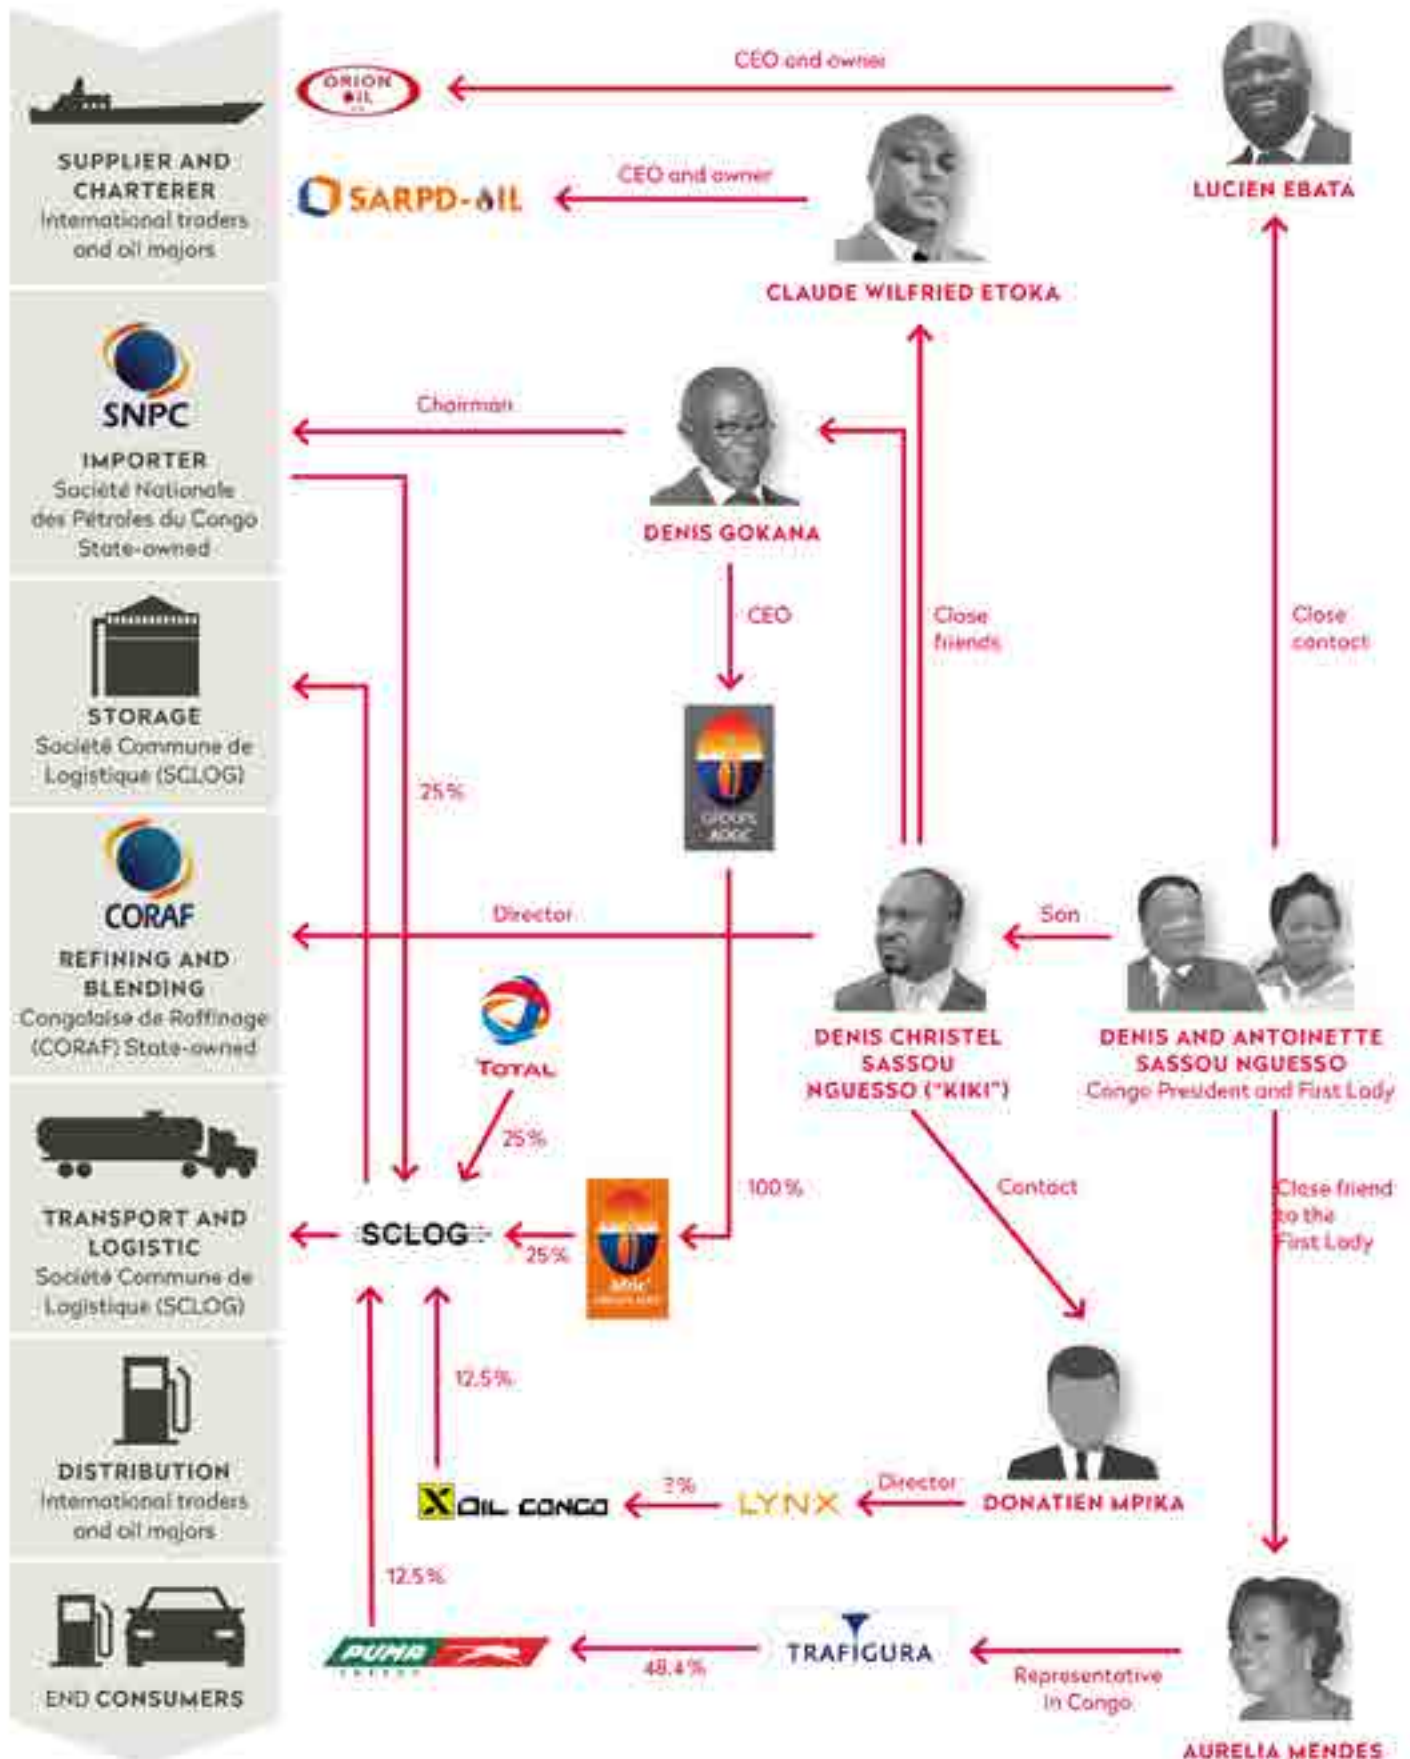 ORION
OIL
CEO and owner
LUCIEN EBATA
SUPPLIER AND
CHARTERER
International traders
and oil majors
SARPD-OIL
CEO and owner
CLAUDE WILFRIED ETOKA
SNPC
IMPORTER
Société Nationale
des Pétroles du Congo
State-owned
Chairman
DENIS GOKANA
CEO
Close
friends
Close
contact
STORAGE
Société Commune de
Logistique (SCLOG)
25%
GROUPE
CORAF
REFINING AND
BLENDING
Congolaise de Raffinage
(CORAF) State-owned
Director
Son
DENIS CHRISTEL
SASSOU
NGUESSO ("KIKI")
DENIS AND ANTOINETTE
SASSOU NGUESSO
Congo President and First Lady
TOTAL
25%
TRANSPORT AND
LOGISTIC
Société Commune de
Logistique (SCLOG)
SCLOG
25%
Afric'
100%
Contact
Close friend
to the
First Lady
DISTRIBUTION
International traders
and oil majors
12.5%
X OIL CONGO
?%
LYNX
Director
DONATIEN MPIKA
END CONSUMERS
12.5%
PUMA
ENERGY
48.4%
TRAFIGURA
Representative
in Congo
AURELIA MENDES